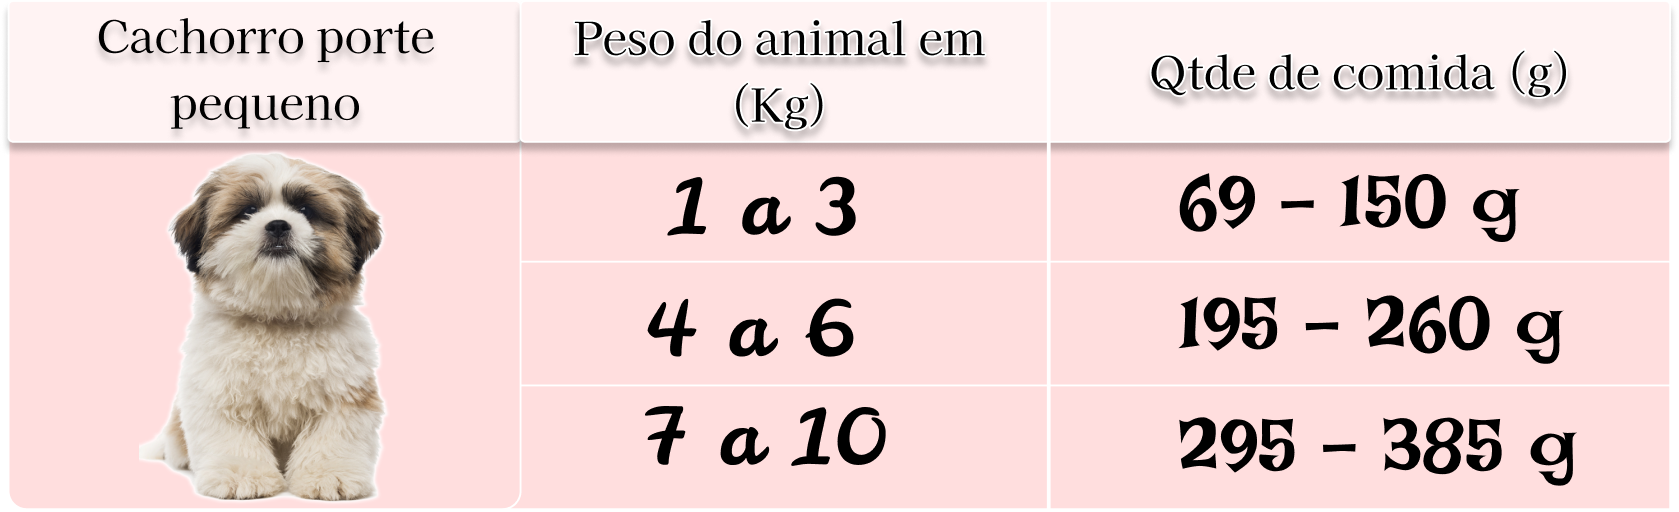 Cachorro porte
pequeno
Peso do animal em
(Kg)
Qtde de comida (g)
1 a 3
69 - 150 g
4 a 6
195 - 260 g
7 a 10
295 - 385 g